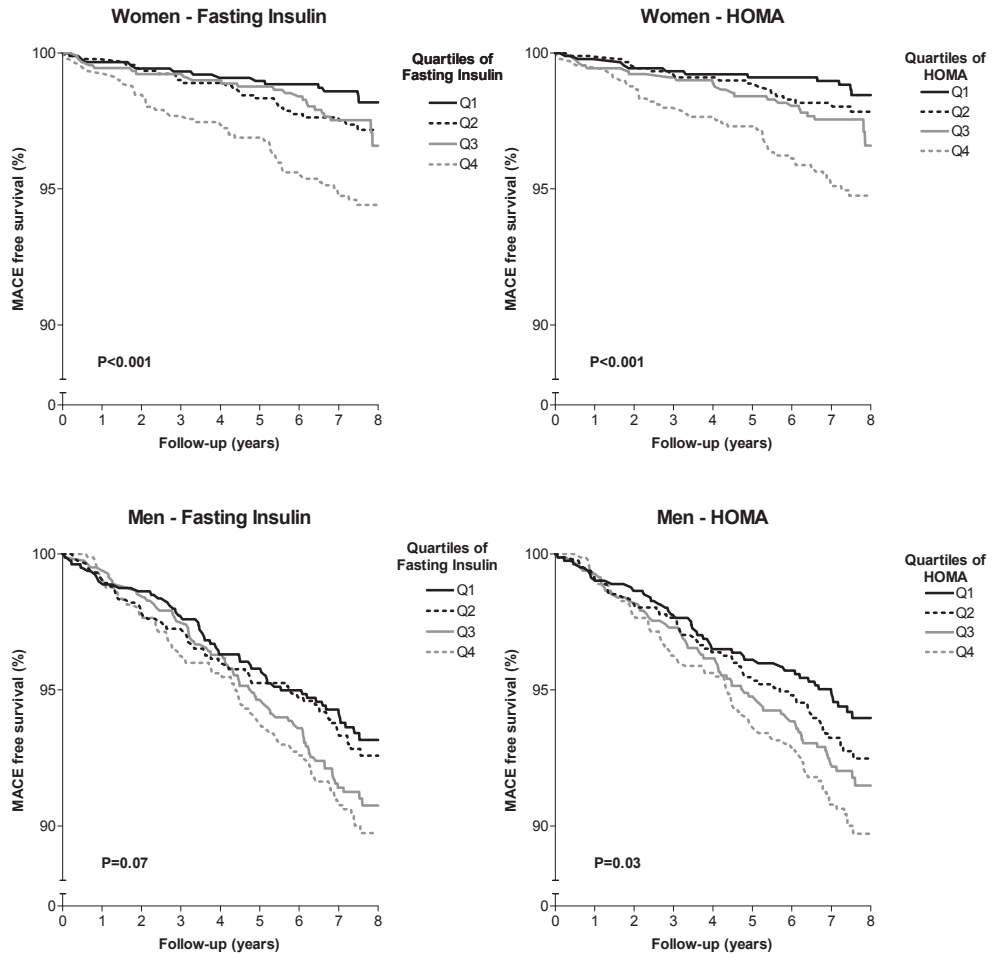 Women - Fasting Insulin
MACE free survival (%)
100
95
90
0
P<0.001
Quartiles of
Fasting Insulin
Q1
Q2
Q3
Q4
0 1 2 3 4 5 6 7 8
Follow-up (years)
Women - HOMA
MACE free survival (%)
100
95
90
0
P<0.001
Quartiles of
HOMA
Q1
Q2
Q3
Q4
0 1 2 3 4 5 6 7 8
Follow-up (years)
Men - Fasting Insulin
MACE free survival (%)
100
95
90
0
P=0.07
Quartiles of
Fasting Insulin
Q1
Q2
Q3
Q4
0 1 2 3 4 5 6 7 8
Follow-up (years)
Men - HOMA
MACE free survival (%)
100
95
90
0
P=0.03
Quartiles of
HOMA
Q1
Q2
Q3
Q4
0 1 2 3 4 5 6 7 8
Follow-up (years)